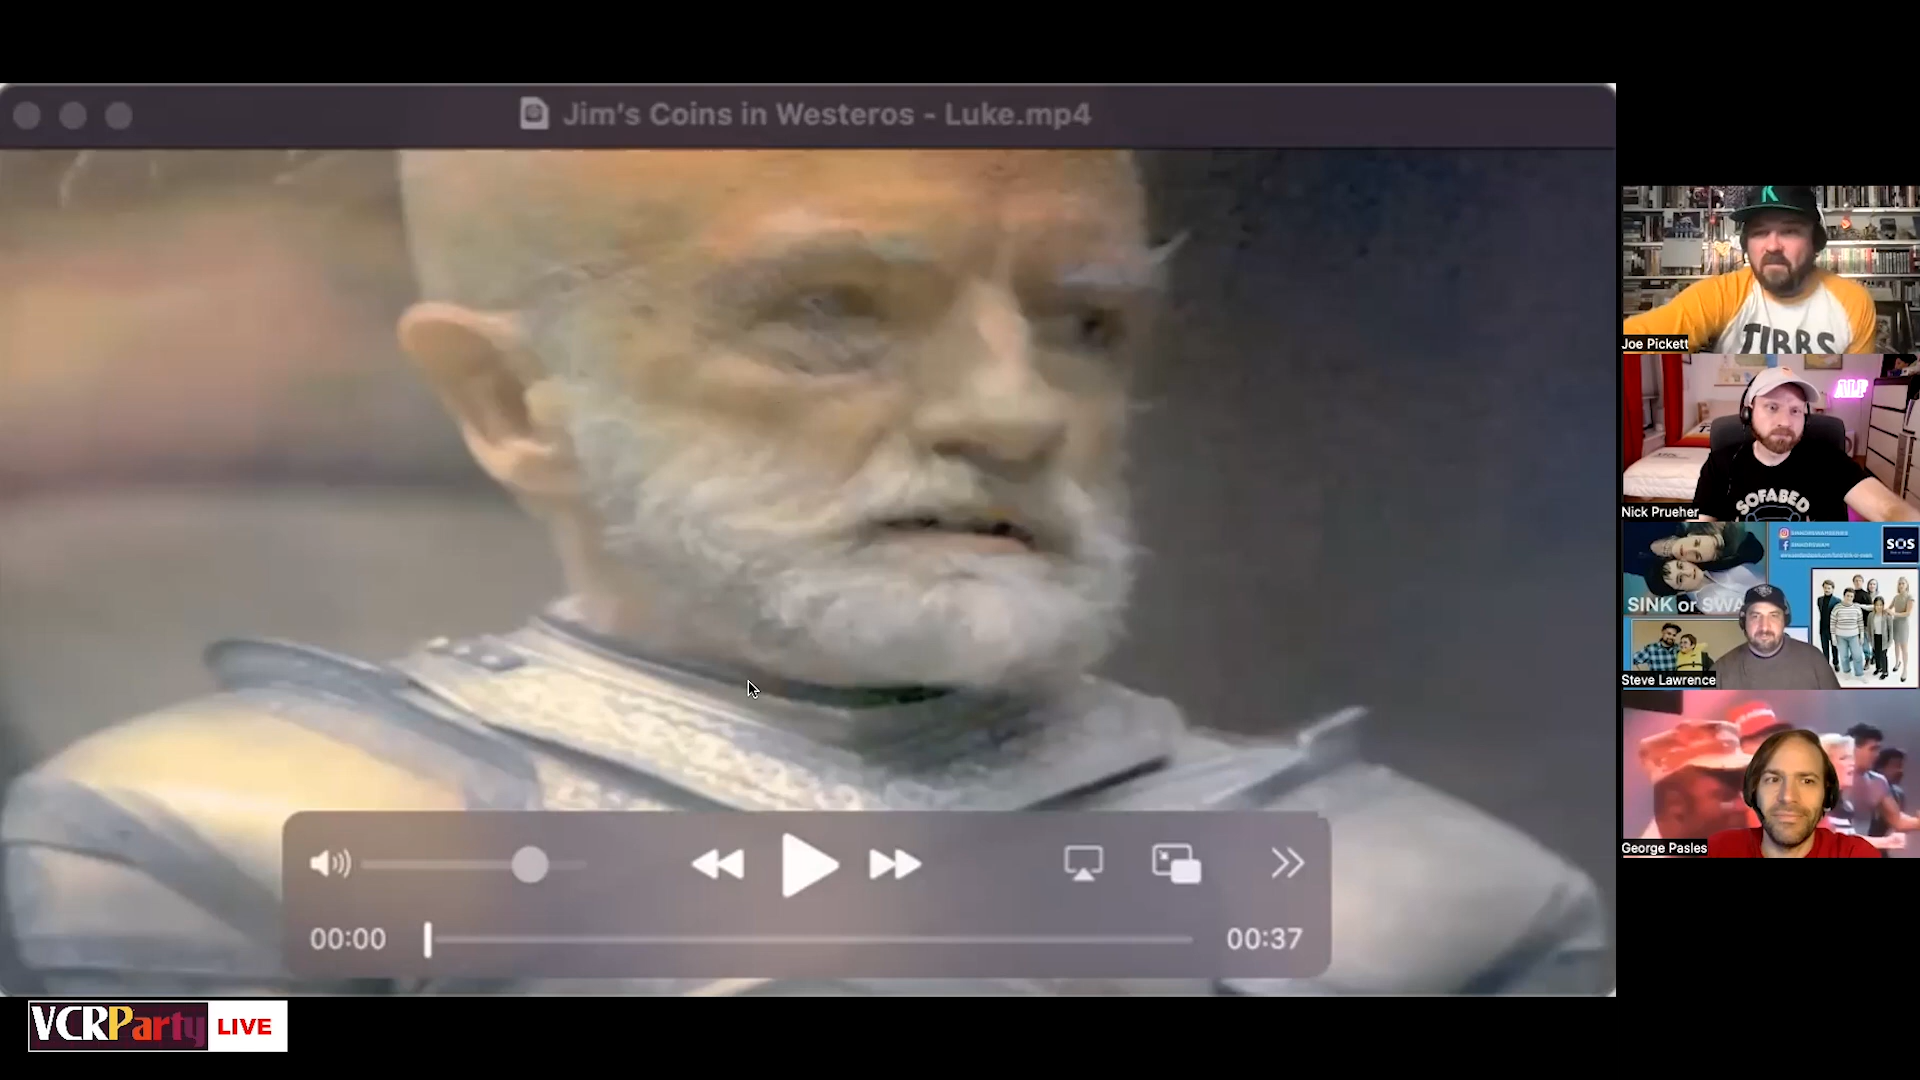 Jim's Coins in Westeros - Luke.mp4
00:00
00:37
VCRParty LIVE
TIBBS
Joe Pickett
ALF
SOFABED
Nick Prueher
SOS
SINK or SWA
Steve Lawrence
George Pasles